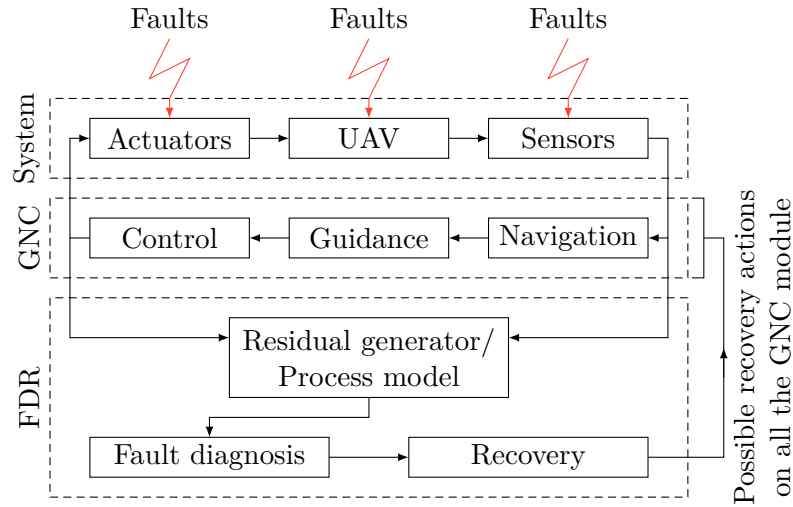 Faults
Faults
Faults
System
Actuators
UAV
Sensors
GNC
Control
Guidance
Navigation
FDR
Residual generator/
Process model
Fault diagnosis
Recovery
Possible recovery actions
on all the GNC module